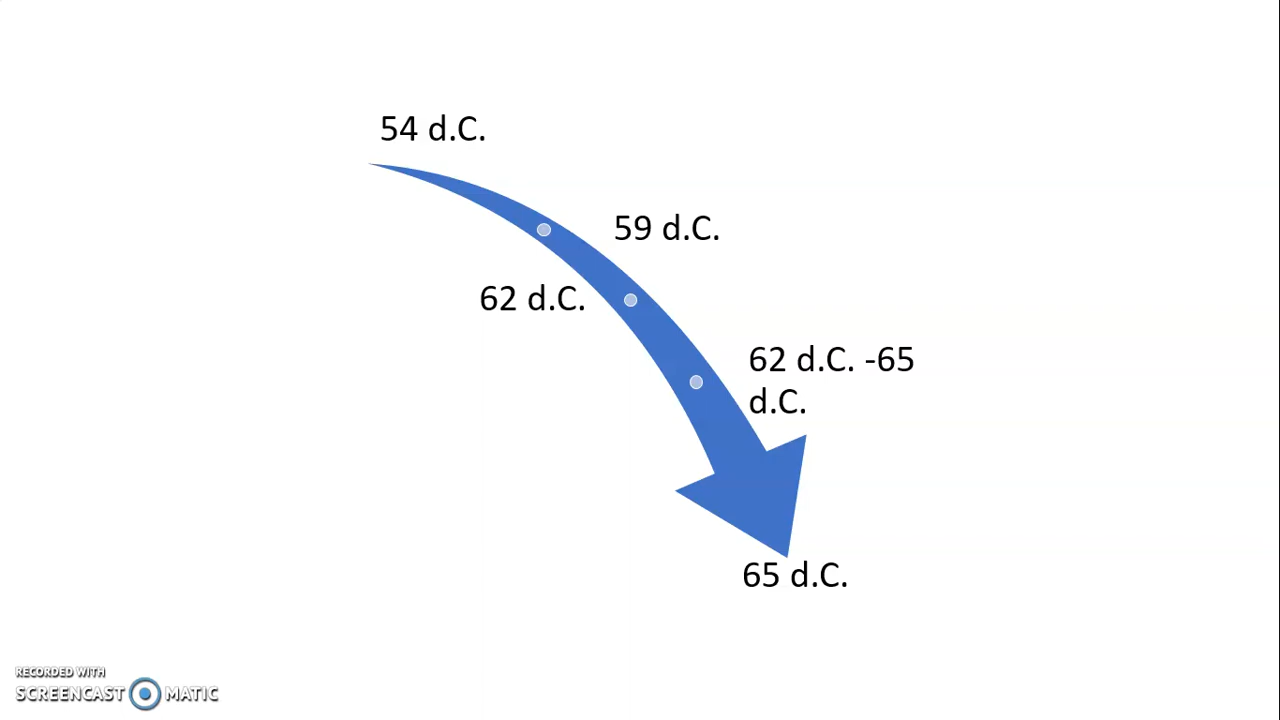 54 d.C.
59 d.C.
62 d.C.
62 d.C. -65
d.C.
65 d.C.
RECORDED WITH
SCREENCAST MATIC